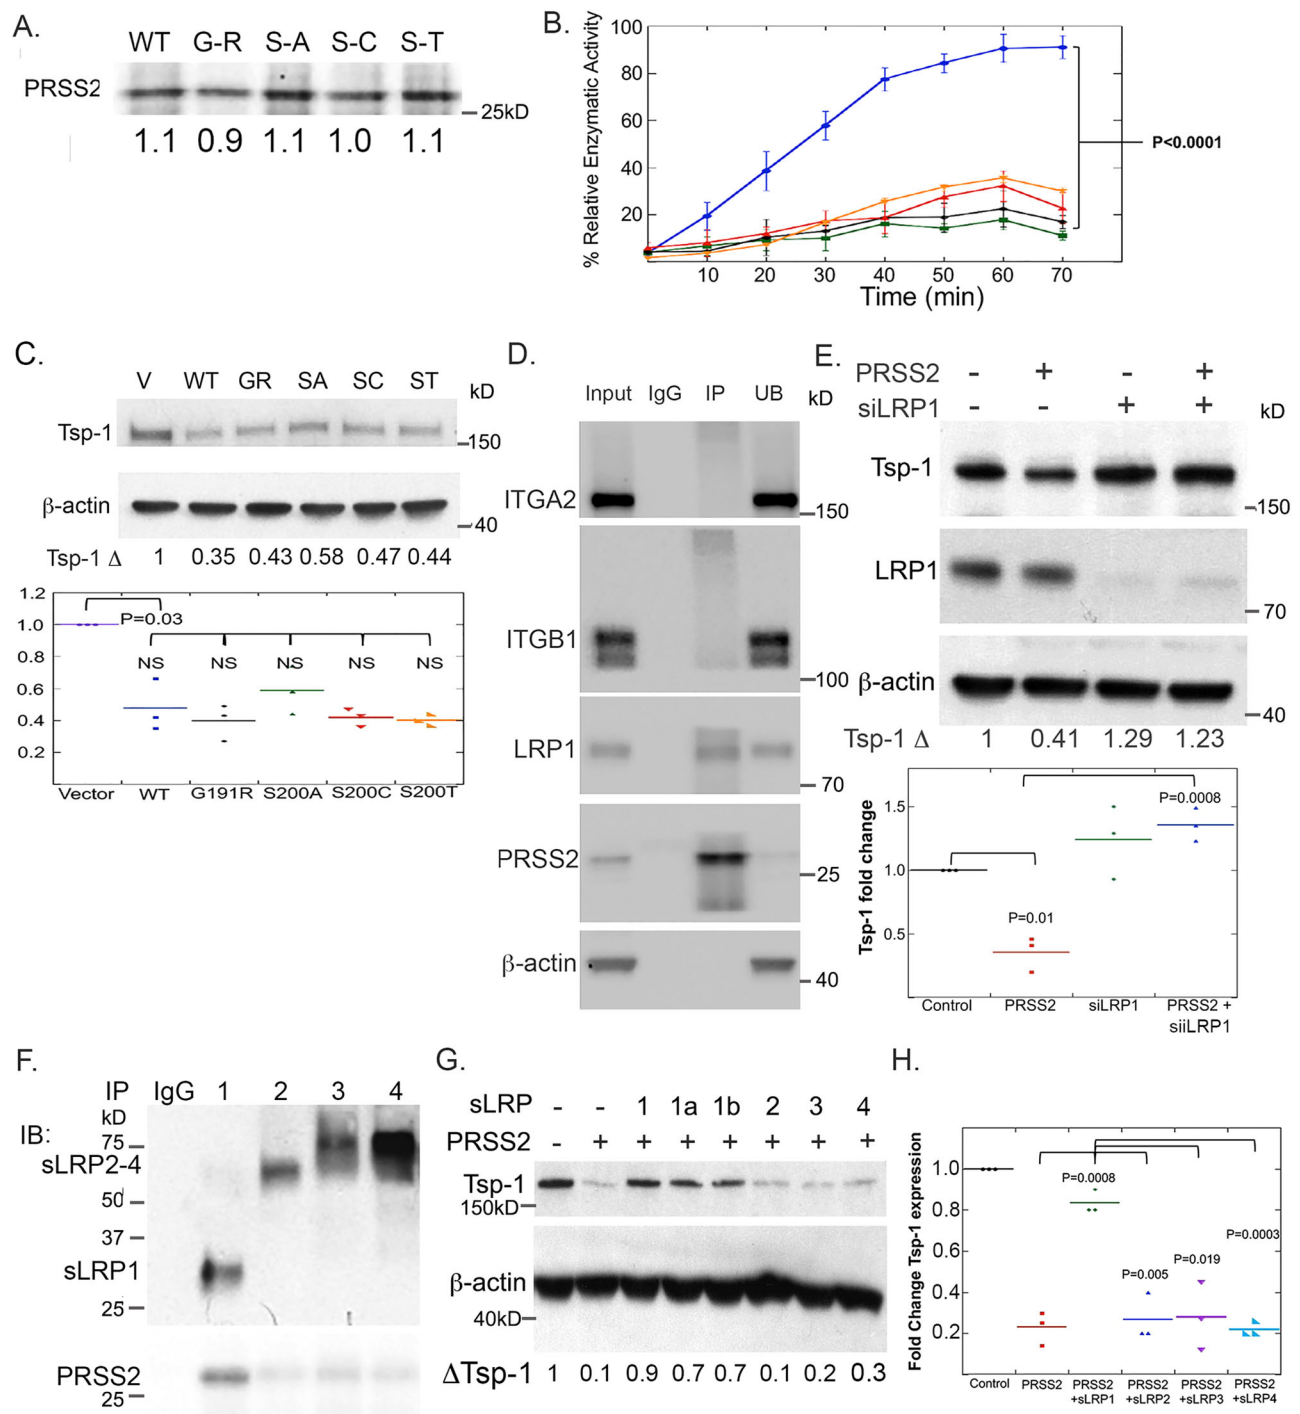 A.
WT G-R S-A S-C S-T
PRSS2
25kD
1.1 0.9 1.1 1.0 1.1
B.
% Relative Enzymatic Activity
100
80
60
40
20
10 20 30 40 50 60 70
Time (min)
P<0.0001
C.
V WT GR SA SC ST
kD
Tsp-1
150
β-actin
40
Tsp-1 Δ 1 0.35 0.43 0.58 0.47 0.44
1.2
1.0
0.8
0.6
0.4
0.2
P=0.03
NS NS NS NS NS
Vector WT G191R S200A S200C S200T
D.
Input IgG IP UB kD
ITGA2
150
ITGB1
100
LRP1
70
PRSS2
25
β-actin
40
E.
PRSS2 - + - +
siLRP1 - - + +
kD
Tsp-1
150
LRP1
70
β-actin
40
Tsp-1 Δ 1 0.41 1.29 1.23
Tsp-1 fold change
1.5
1.0
0.5
P=0.01
P=0.0008
Control PRSS2 siLRP1 PRSS2 +
siiLRP1
F.
IP IgG 1 2 3 4
kD
IB:
75
sLRP2-4
50
37
sLRP1
25
PRSS2
25
G.
sLRP - - 1 1a 1b 2 3 4
PRSS2 - + + + + + + +
Tsp-1
150kD
β-actin
40kD
ΔTsp-1 1 0.1 0.9 0.7 0.7 0.1 0.2 0.3
H.
Fold Change Tsp-1 expression
1.0
0.8
0.6
0.4
0.2
P=0.0008
P=0.005
P=0.019
P=0.0003
Control PRSS2 PRSS2 PRSS2 PRSS2 PRSS2
+sLRP1 +sLRP2 +sLRP3 +sLRP4